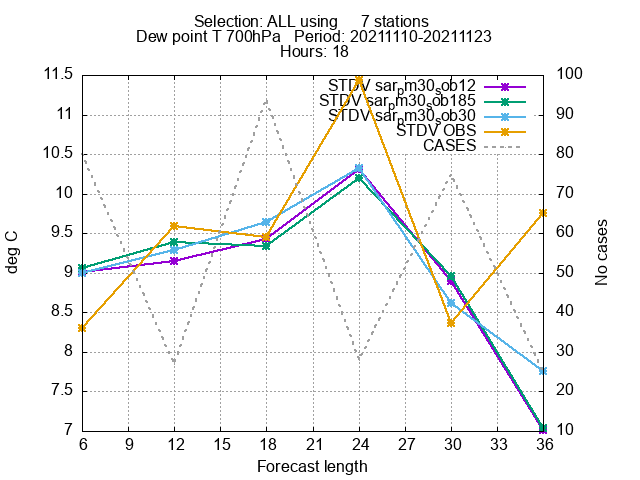 Selection: ALL using 7 stations
Dew point T 700hPa Period: 20211110-20211123
Hours: 18
11.5 100
STDV sarpm30sob12
11 90
STDV sarpm30sob185
STDV sarpm30sob30
STDV OBS
CASES
10.5 80
10 70
9.5 60
deg C
No cases
9 50
8.5 40
8 30
7.5 20
7 10
6 9 12 15 18 21 24 27 30 33 36
Forecast length